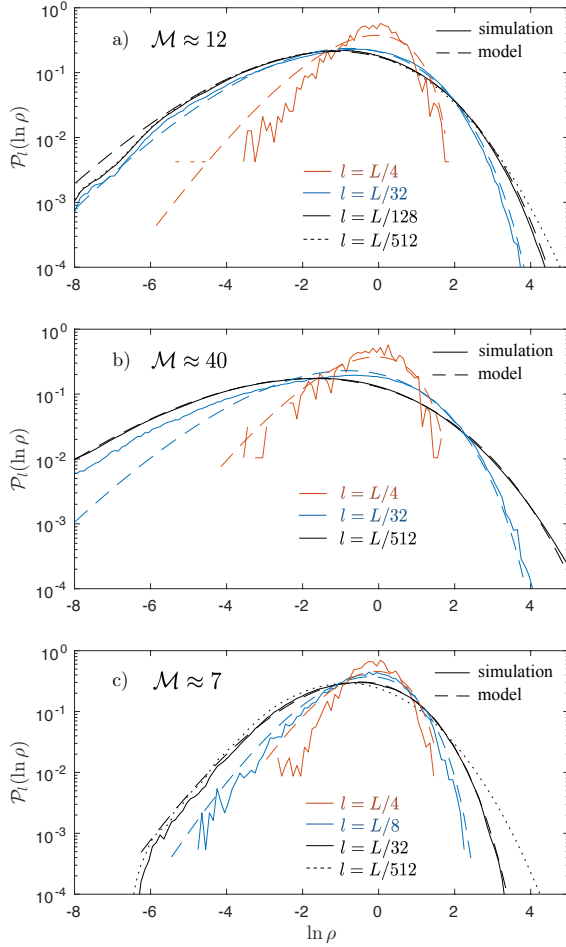 a) ℳ ≈ 12
simulation
model
10^0
10^-1
10^-2
10^-3
10^-4
𝒫_l(ln ρ)
l = L/4
l = L/32
l = L/128
l = L/512
-8 -6 -4 -2 0 2 4
b) ℳ ≈ 40
simulation
model
10^0
10^-1
10^-2
10^-3
10^-4
𝒫_l(ln ρ)
l = L/4
l = L/32
l = L/512
-8 -6 -4 -2 0 2 4
c) ℳ ≈ 7
simulation
model
10^0
10^-1
10^-2
10^-3
10^-4
𝒫_l(ln ρ)
l = L/4
l = L/8
l = L/32
l = L/512
-8 -6 -4 -2 0 2 4
ln ρ